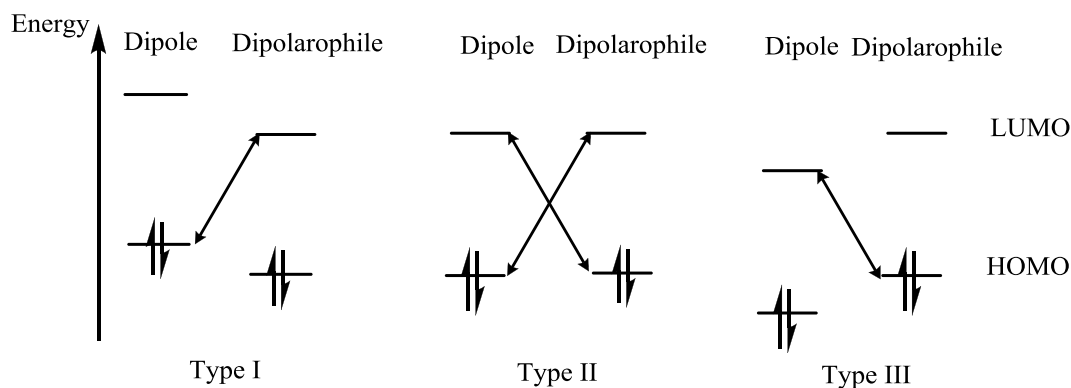 Energy
Dipole Dipolarophile Dipole Dipolarophile Dipole Dipolarophile
LUMO
HOMO
Type I Type II Type III